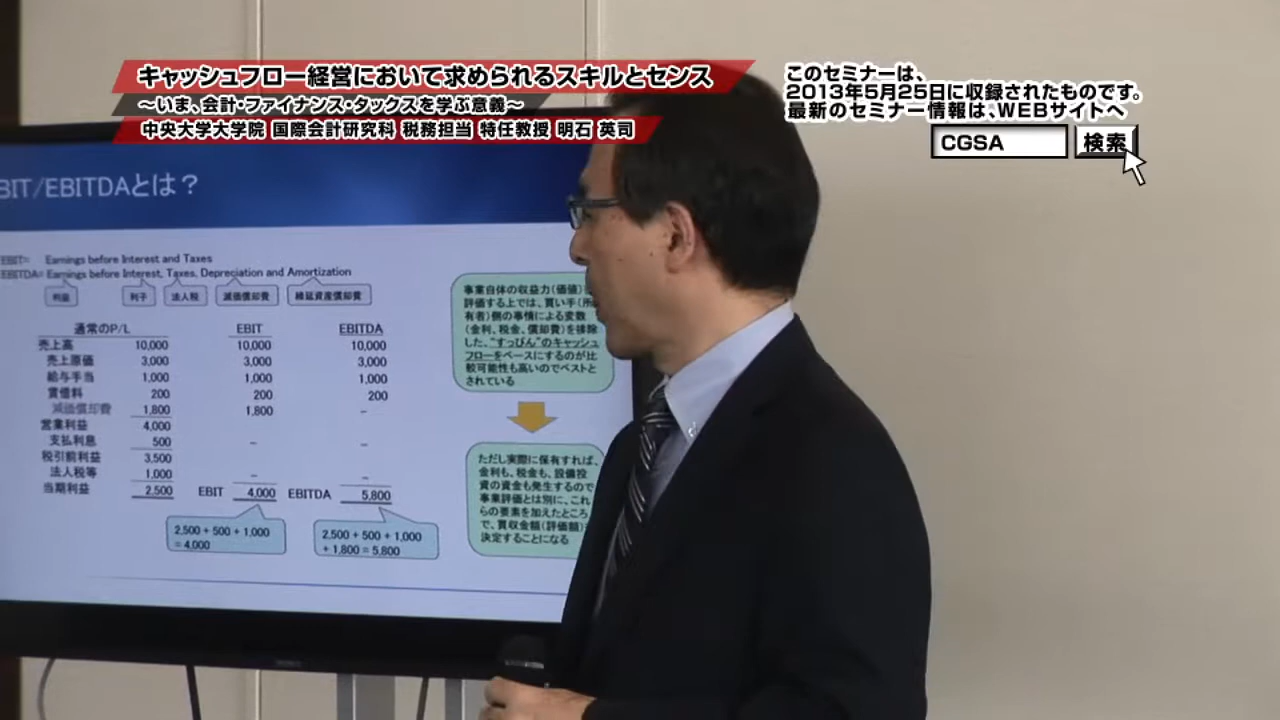 キャッシュフロー経営において求められるスキルとセンス
～いま、会計・ファイナンス・タックスを学ぶ意義～
中央大学大学院 国際会計研究科 税務担当 特任教授 明石 英司
このセミナーは、
2013年5月25日に収録されたものです。
最新のセミナー情報は、WEBサイトへ
CGSA 検索
BIT/EBITDAとは？
EBIT= Earnings before Interest and Taxes
EBITDA= Earnings before Interest, Taxes, Depreciation and Amortization
利益 利子 法人税 減価償却費 繰延資産償却費
通常のP/L EBIT EBITDA
売上高 10,000 10,000 10,000
売上原価 3,000 3,000 3,000
給与手当 1,000 1,000 1,000
賃借料 200 200 200
減価償却費 1,800 1,800 –
営業利益 4,000
支払利息 500 – –
税引前利益 3,500
法人税等 1,000 – –
当期利益 2,500 EBIT 4,000 EBITDA 5,800
2,500 + 500 + 1,000
= 4,000
2,500 + 500 + 1,000
+ 1,800 = 5,800
事業自体の収益力（価値）
評価する上では、買い手（所
有者）側の事情による変数
（金利、税金、償却費）を排除
した、“すっぴん”のキャッシュ
フローをベースにするのが比
較可能性も高いのでベストと
されている
ただし実際に保有すれば、
金利も、税金も、設備投
資の資金も発生するので
事業評価とは別に、これ
らの要素を加えたところ
で、買収金額（評価額）
決定することになる